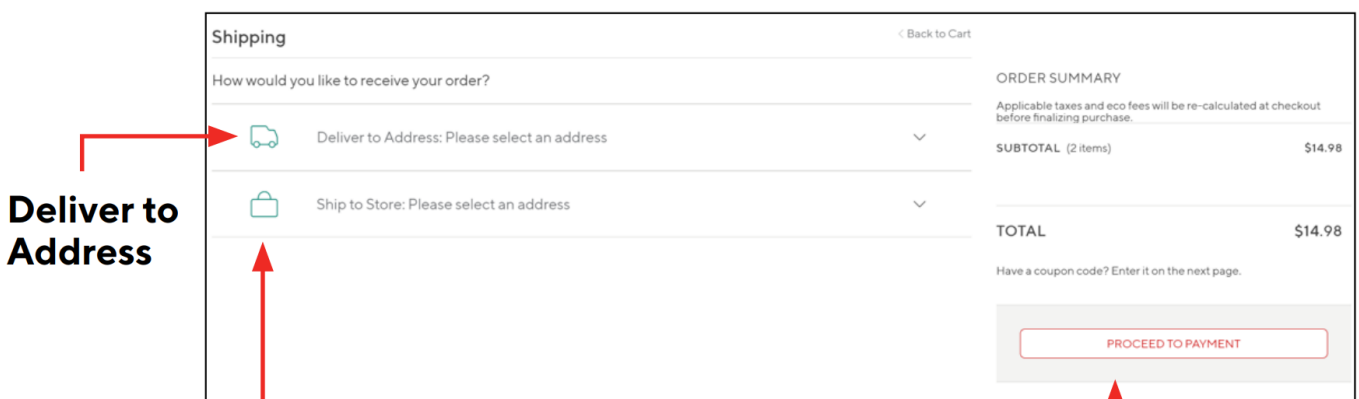 Shipping
< Back to Cart
How would you like to receive your order?
Deliver to Address: Please select an address
Ship to Store: Please select an address
Deliver to
Address
ORDER SUMMARY
Applicable taxes and eco fees will be re-calculated at checkout
before finalizing purchase.
SUBTOTAL (2 items) $14.98
TOTAL $14.98
Have a coupon code? Enter it on the next page.
PROCEED TO PAYMENT